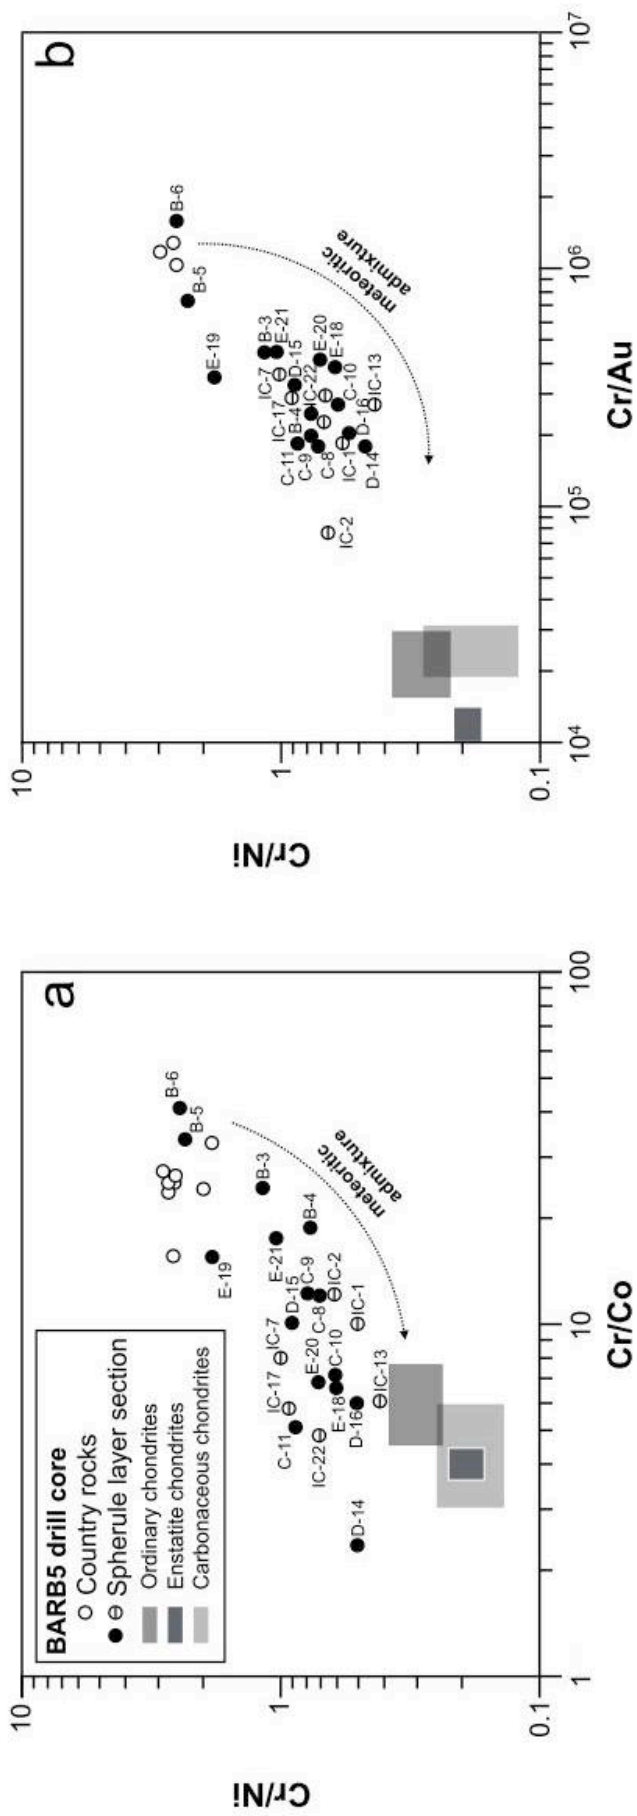 a
BARB5 drill core
Country rocks
Spherule layer section
Ordinary chondrites
Enstatite chondrites
Carbonaceous chondrites
B-6
B-5
E-19
B-3
E-21
B-4
D-15
C-9
C-8
IC-2
IC-7
IC-1
IC-17
E-20
C-10
C-11
E-18
IC-13
D-16
IC-22
D-14
meteoritic
admixture
10
1
0.1
Cr/Ni
1
10
100
Cr/Co
b
B-6
B-5
E-19
B-3
E-21
IC-7
D-15
E-20
E-18
IC-17
IC-22
B-4
C-10
IC-13
C-11
C-9
C-8
D-16
IC-1
D-14
IC-2
meteoritic
admixture
10
1
0.1
Cr/Ni
10⁴
10⁵
10⁶
10⁷
Cr/Au